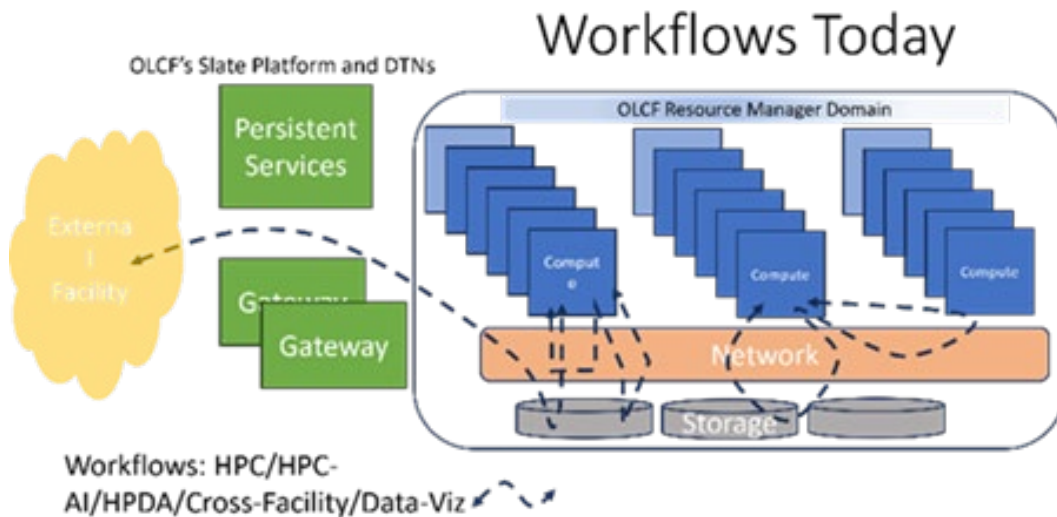 Workflows Today
OLCF's Slate Platform and DTNs
OLCF Resource Manager Domain
Persistent
Services
Externa
l
Facility
Gateway
Gateway
Comput
e
Compute
Compute
Network
Storage
Workflows: HPC/HPC-
AI/HPDA/Cross-Facility/Data-Viz